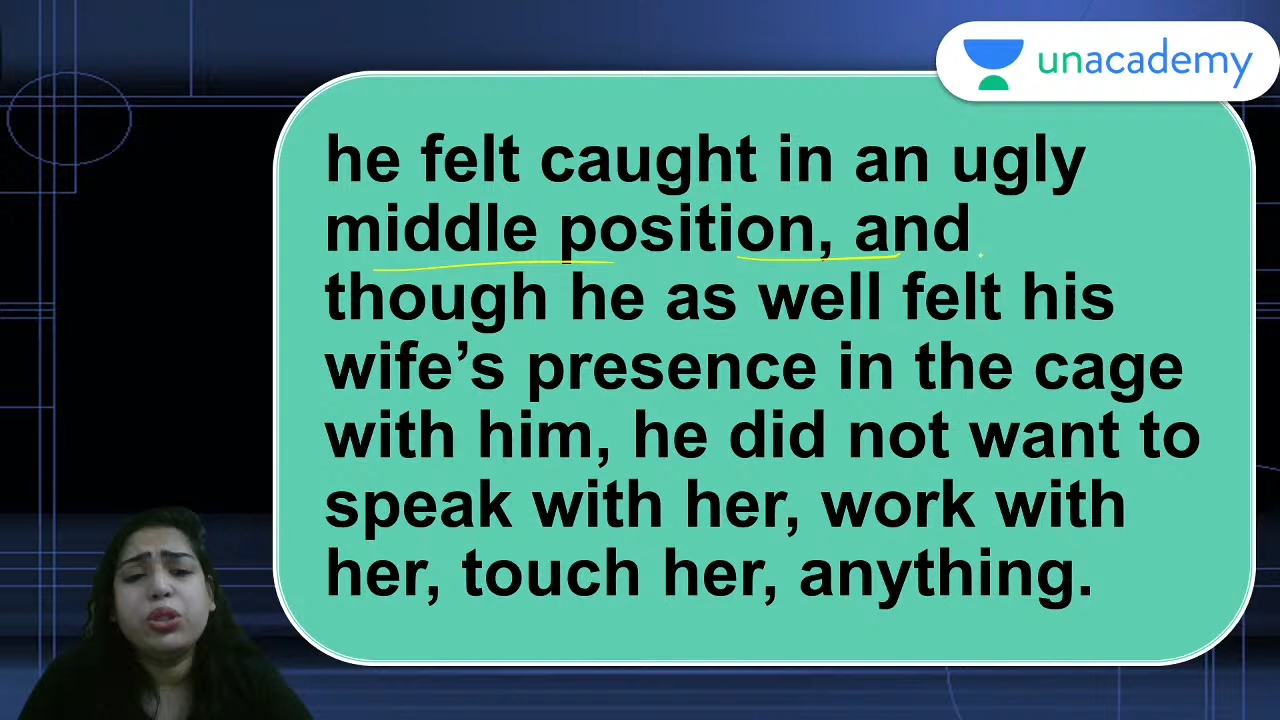 unacademy
he felt caught in an ugly
middle position, and
though he as well felt his
wife’s presence in the cage
with him, he did not want to
speak with her, work with
her, touch her, anything.